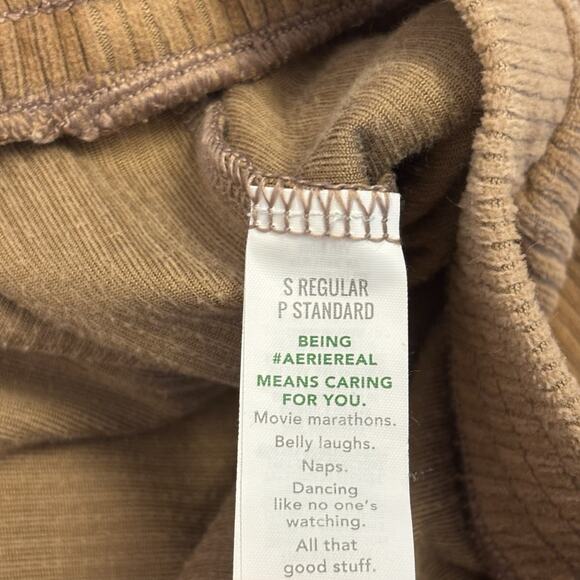 S REGULAR
P STANDARD
BEING
#AERIEREAL
MEANS CARING
FOR YOU.
Movie marathons.
Belly laughs.
Naps.
Dancing
like no one's
watching.
All that
good stuff.